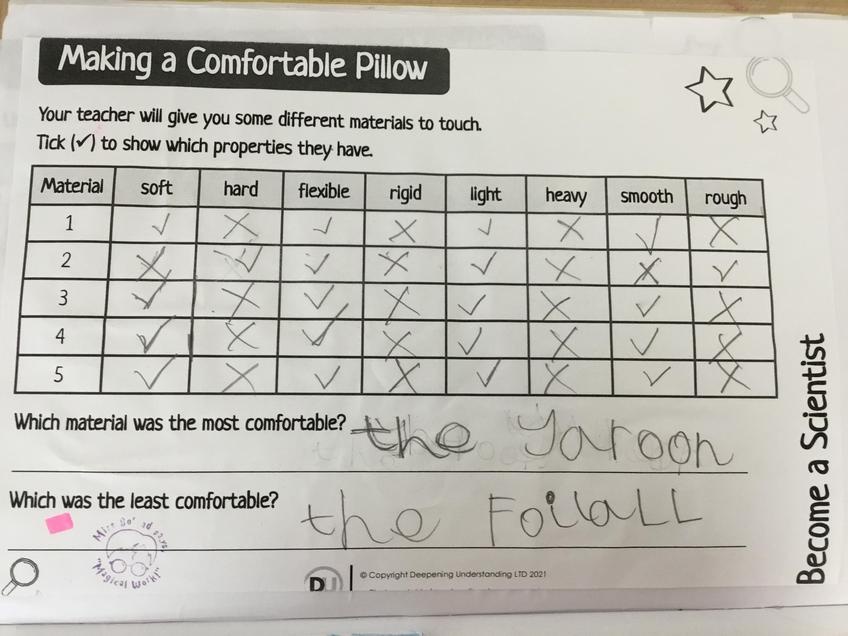 Making a Comfortable Pillow
Your teacher will give you some different materials to touch.
Tick (✓) to show which properties they have.
Material soft hard flexible rigid light heavy smooth rough
1 ✓ X ✓ X ✓ X ✓ X
2 X ✓ ✓ X ✓ X X ✓
3 ✓ X ✓ X ✓ X ✓ X
4 ✓ X ✓ X ✓ X ✓ X
5 ✓ X ✓ X ✓ X ✓ X
Which material was the most comfortable? the Yaroon
Which was the least comfortable? the FoilaLL
"Magical Work!"
DU © Copyright Deepening Understanding LTD 2021
Become a Scientist